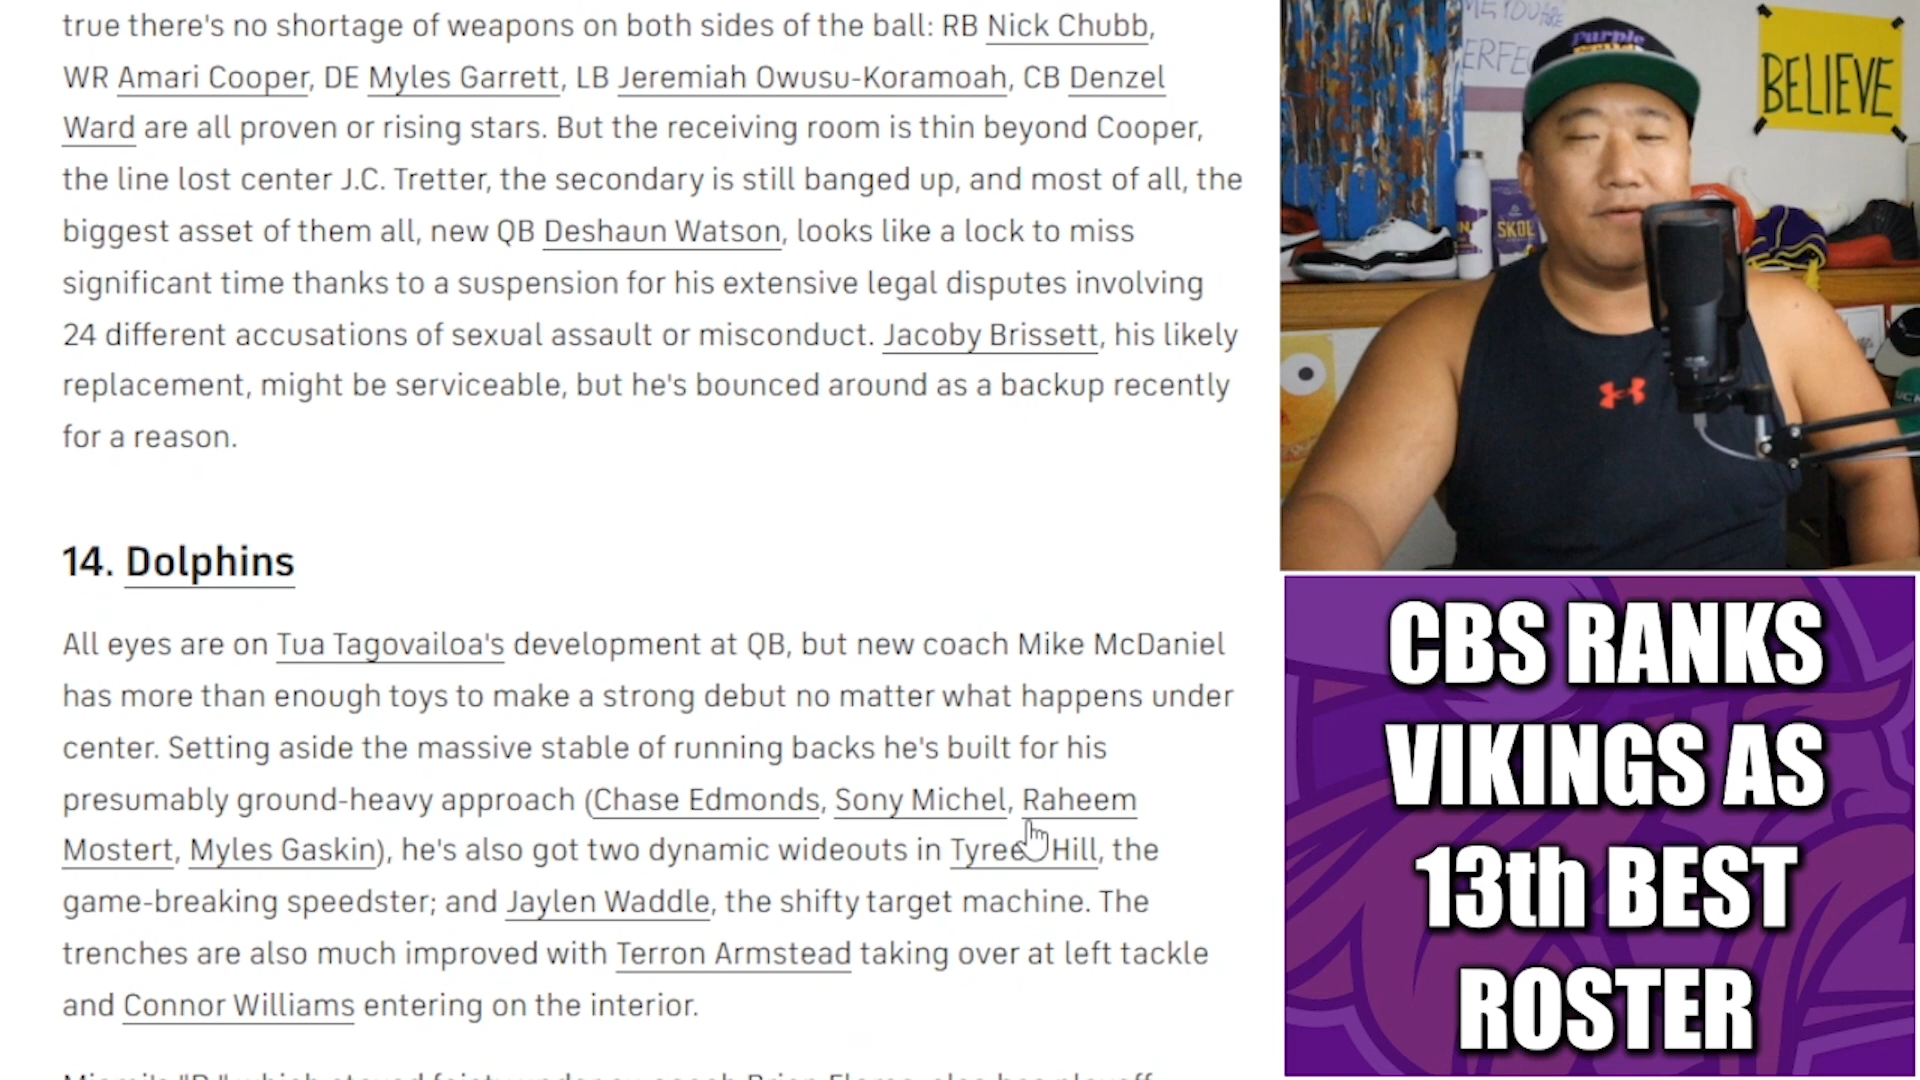 true there's no shortage of weapons on both sides of the ball: RB Nick Chubb,
WR Amari Cooper, DE Myles Garrett, LB Jeremiah Owusu-Koramoah, CB Denzel
Ward are all proven or rising stars. But the receiving room is thin beyond Cooper,
the line lost center J.C. Tretter, the secondary is still banged up, and most of all, the
biggest asset of them all, new QB Deshaun Watson, looks like a lock to miss
significant time thanks to a suspension for his extensive legal disputes involving
24 different accusations of sexual assault or misconduct. Jacoby Brissett, his likely
replacement, might be serviceable, but he's bounced around as a backup recently
for a reason.
14. Dolphins
All eyes are on Tua Tagovailoa's development at QB, but new coach Mike McDaniel
has more than enough toys to make a strong debut no matter what happens under
center. Setting aside the massive stable of running backs he's built for his
presumably ground-heavy approach (Chase Edmonds, Sony Michel, Raheem
Mostert, Myles Gaskin), he's also got two dynamic wideouts in Tyreek Hill, the
game-breaking speedster; and Jaylen Waddle, the shifty target machine. The
trenches are also much improved with Terron Armstead taking over at left tackle
and Connor Williams entering on the interior.
Purple
BELIEVE
SKOL
CBS RANKS
VIKINGS AS
13th BEST
ROSTER